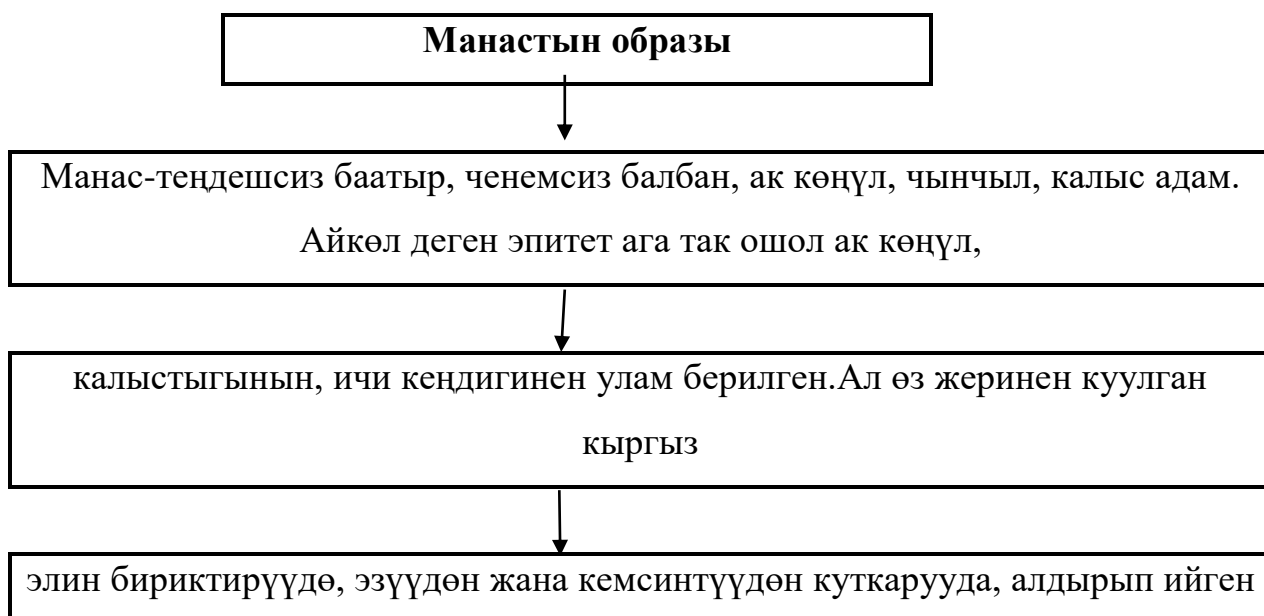 Манастын образы
Манас-теңдешсиз баатыр, ченемсиз балбан, ак көңүл, чынчыл, калыс адам.
Айкөл деген эпитет ага так ошол ак көңүл,
калыстыгынын, ичи кеңдигинен улам берилген.Ал өз жеринен куулган
кыргыз
элин бириктирүүдө, эзүүдөн жана кемсинтүүдөн куткарууда, алдырып ийген